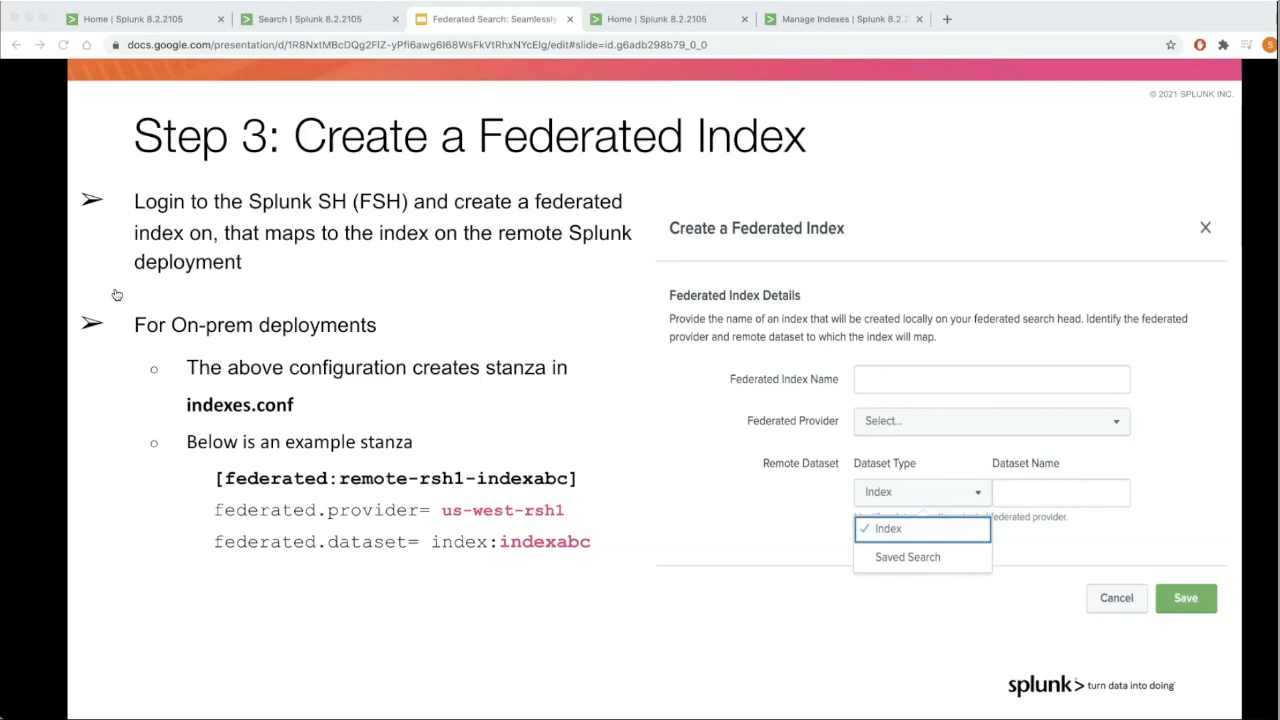 Home | Splunk 8.2.2105
Search | Splunk 8.2.2105
Federated Search: Seamlessly
Home | Splunk 8.2.2105
Manage Indexes | Splunk 8.2.
docs.google.com/presentation/d/1R8NxtMBcDQg2FlZ-yPfi6awg6I68WsFkVtRhxNYcElg/edit#slide=id.g6adb298b79_0_0
S
© 2021 SPLUNK INC.
Step 3: Create a Federated Index
➢ Login to the Splunk SH (FSH) and create a federated
index on, that maps to the index on the remote Splunk
deployment
➢ For On-prem deployments
○ The above configuration creates stanza in
indexes.conf
○ Below is an example stanza
[federated:remote-rsh1-indexabc]
federated.provider= us-west-rsh1
federated.dataset= index:indexabc
Create a Federated Index
Federated Index Details
Provide the name of an index that will be created locally on your federated search head. Identify the federated
provider and remote dataset to which the index will map.
Federated Index Name
Federated Provider Select...
Remote Dataset Dataset Type Dataset Name
Index
federated provider.
Index
Saved Search
Cancel Save
splunk> turn data into doing